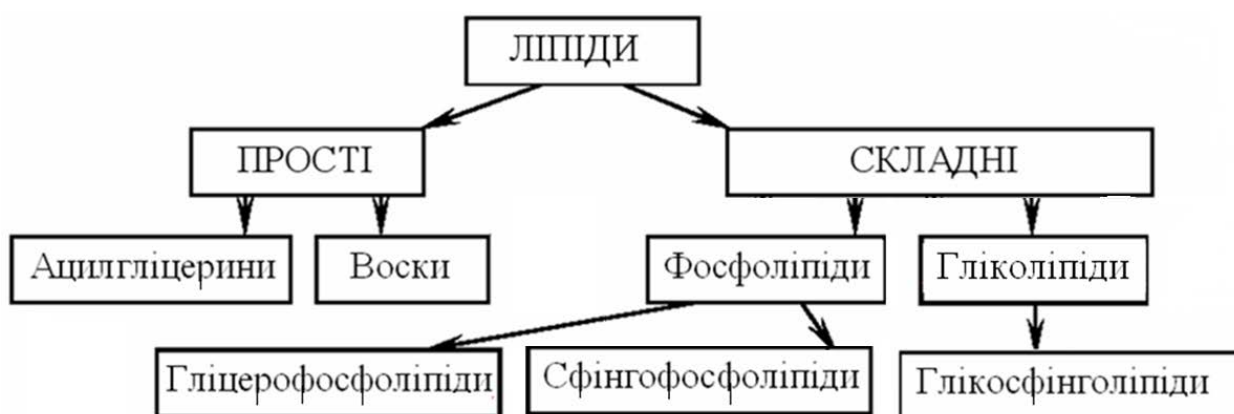 ЛІПІДИ
ПРОСТІ
СКЛАДНІ
Ацилгліцерини
Воски
Фосфоліпіди
Гліколіпіди
Гліцерофосфоліпіди
Сфінгофосфоліпіди
Глікосфінголіпіди